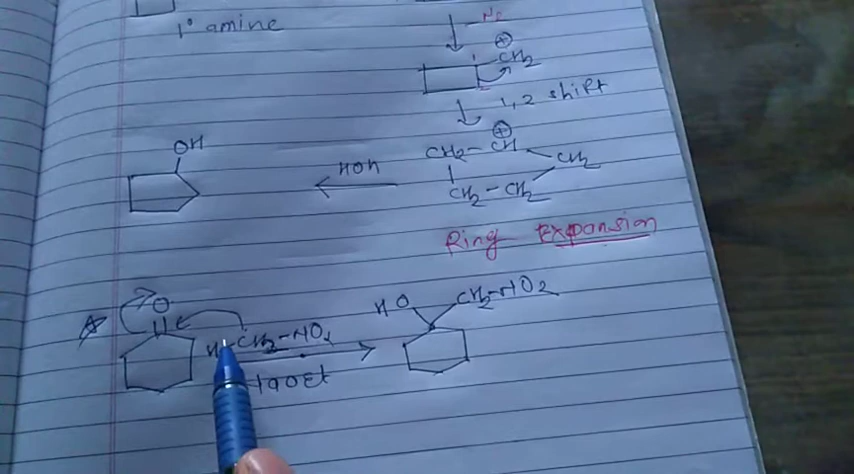 1° amine
-N2
⊕
CH2
1,2 shift
OH
HOH
⊕
CH2-CH
CH2
CH2-CH2
Ring Expansion
O
H-CH2-NO2
NaOEt
HO
CH2-NO2